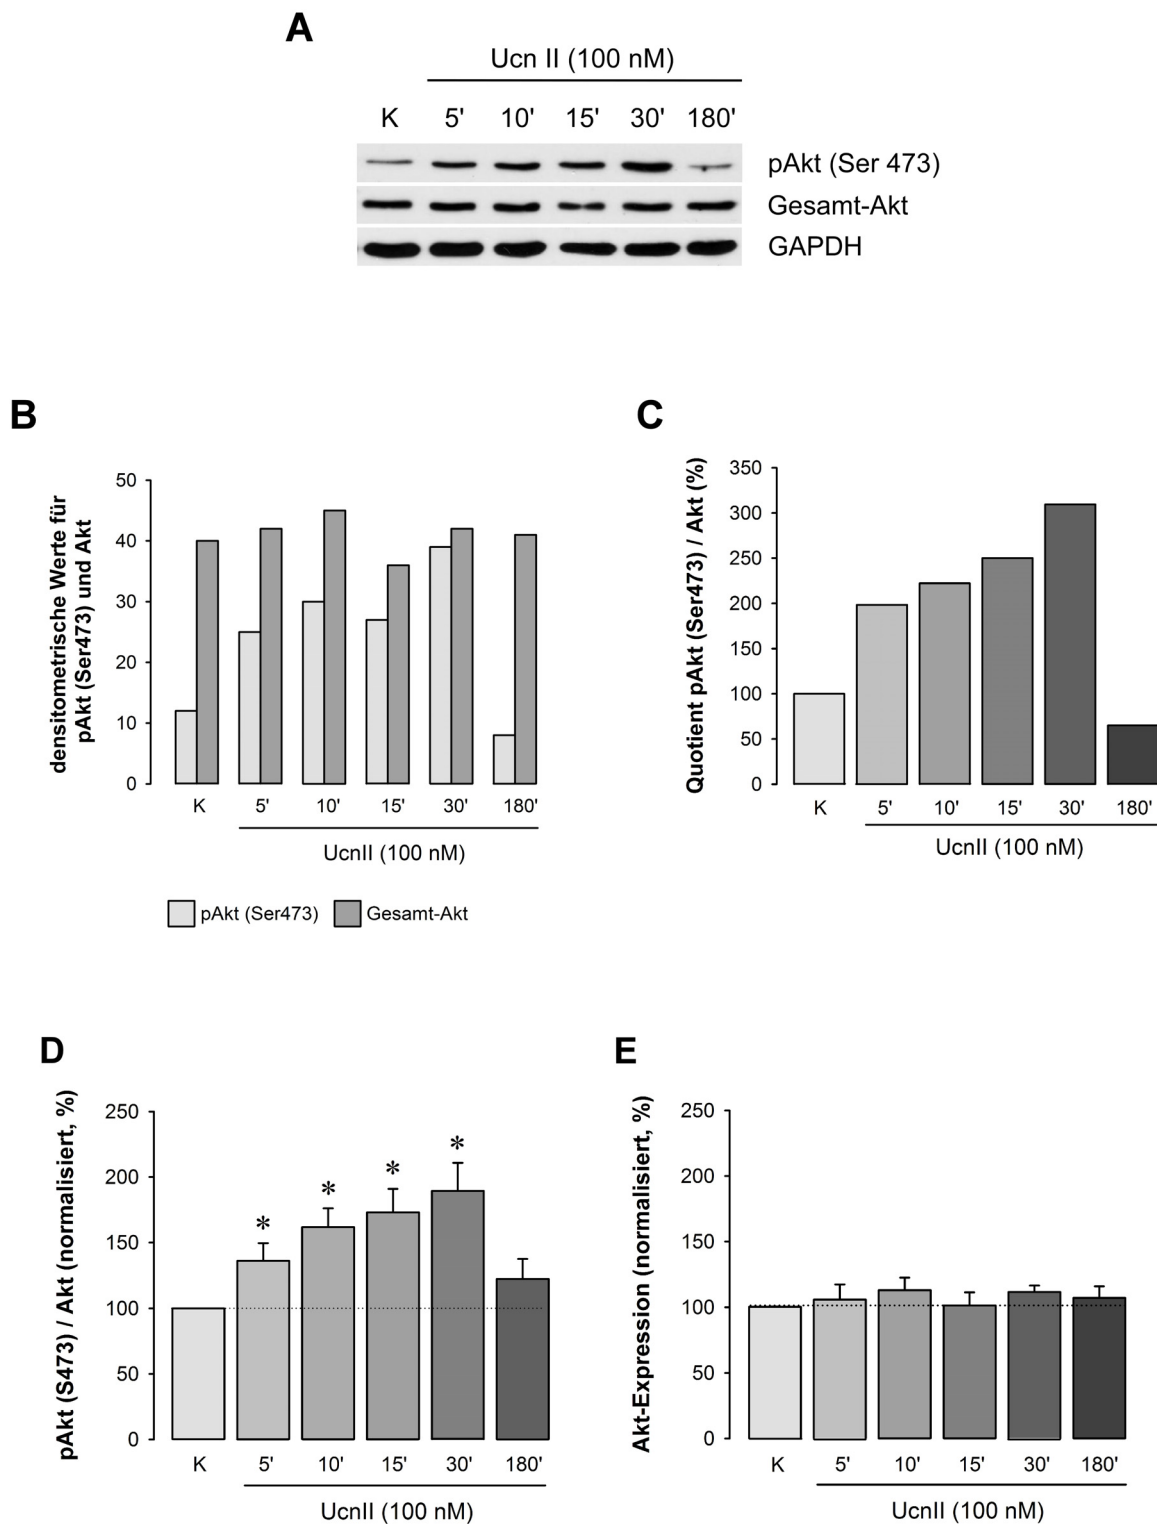 A
Ucn II (100 nM)
K 5' 10' 15' 30' 180'
pAkt (Ser 473)
Gesamt-Akt
GAPDH
B
densitometrische Werte für
pAkt (Ser473) und Akt
50
40
30
20
10
0
K 5' 10' 15' 30' 180'
UcnII (100 nM)
pAkt (Ser473) Gesamt-Akt
C
Quotient pAkt (Ser473) / Akt (%)
350
300
250
200
150
100
50
0
K 5' 10' 15' 30' 180'
UcnII (100 nM)
D
pAkt (S473) / Akt (normalisiert, %)
250
200
150
100
50
0
* * * *
K 5' 10' 15' 30' 180'
UcnII (100 nM)
E
Akt-Expression (normalisiert, %)
250
200
150
100
50
0
K 5' 10' 15' 30' 180'
UcnII (100 nM)